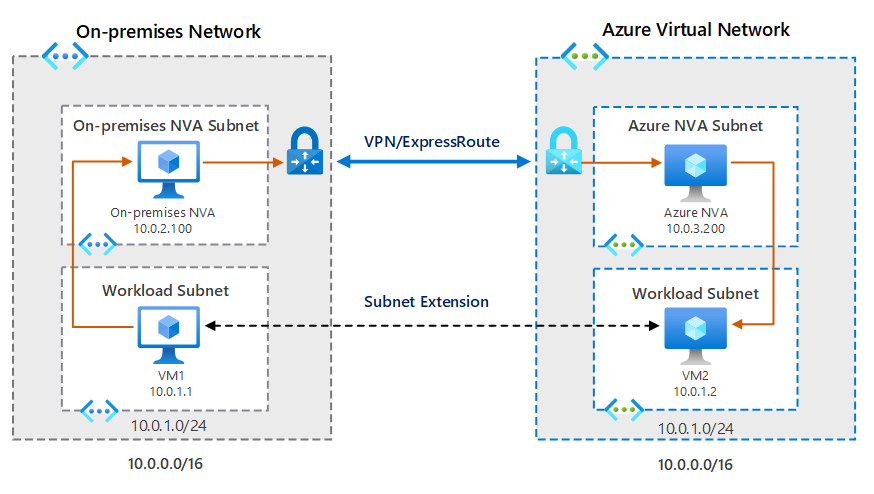 On-premises Network
Azure Virtual Network
On-premises NVA Subnet
On-premises NVA
10.0.2.100
VPN/ExpressRoute
Azure NVA Subnet
Azure NVA
10.0.3.200
Workload Subnet
VM1
10.0.1.1
10.0.1.0/24
10.0.0.0/16
Subnet Extension
Workload Subnet
VM2
10.0.1.2
10.0.1.0/24
10.0.0.0/16